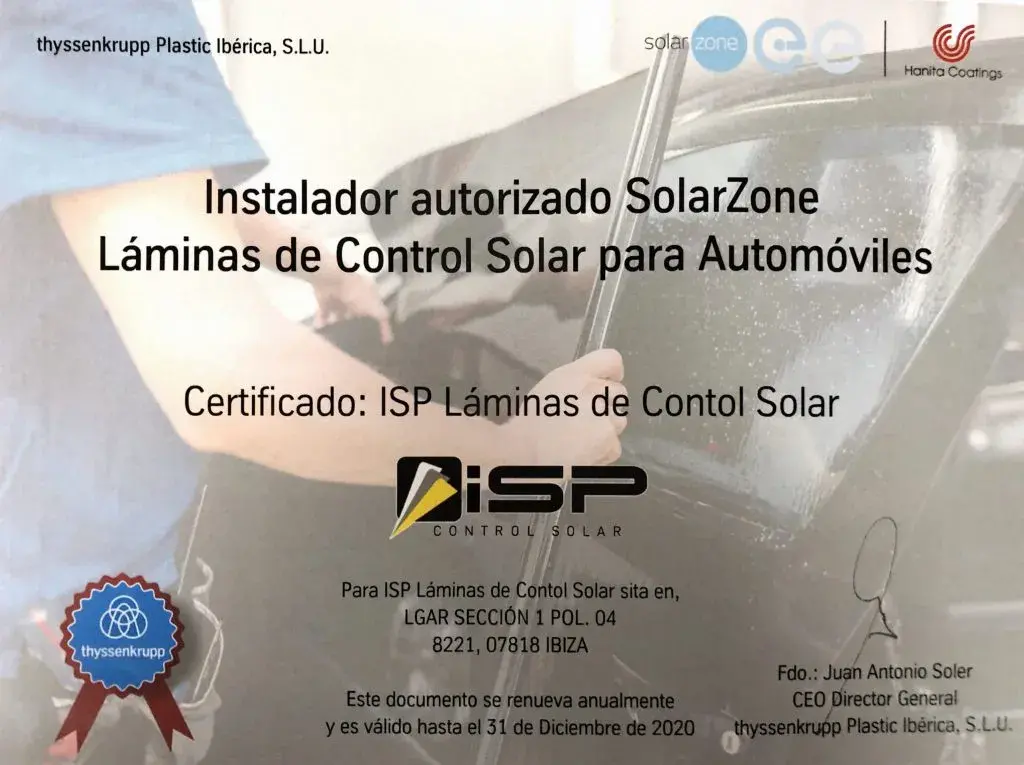 thyssenkrupp Plastic Ibérica, S.L.U.
solar zone
Hanita Coatings
Instalador autorizado SolarZone
Láminas de Control Solar para Automóviles
Certificado: ISP Láminas de Contol Solar
iSP
CONTROL SOLAR
Para ISP Láminas de Contol Solar sita en,
LGAR SECCIÓN 1 POL. 04
8221, 07818 IBIZA
thyssenkrupp
Este documento se renueva anualmente
y es válido hasta el 31 de Diciembre de 2020
Fdo.: Juan Antonio Soler
CEO Director General
thyssenkrupp Plastic Ibérica, S.L.U.